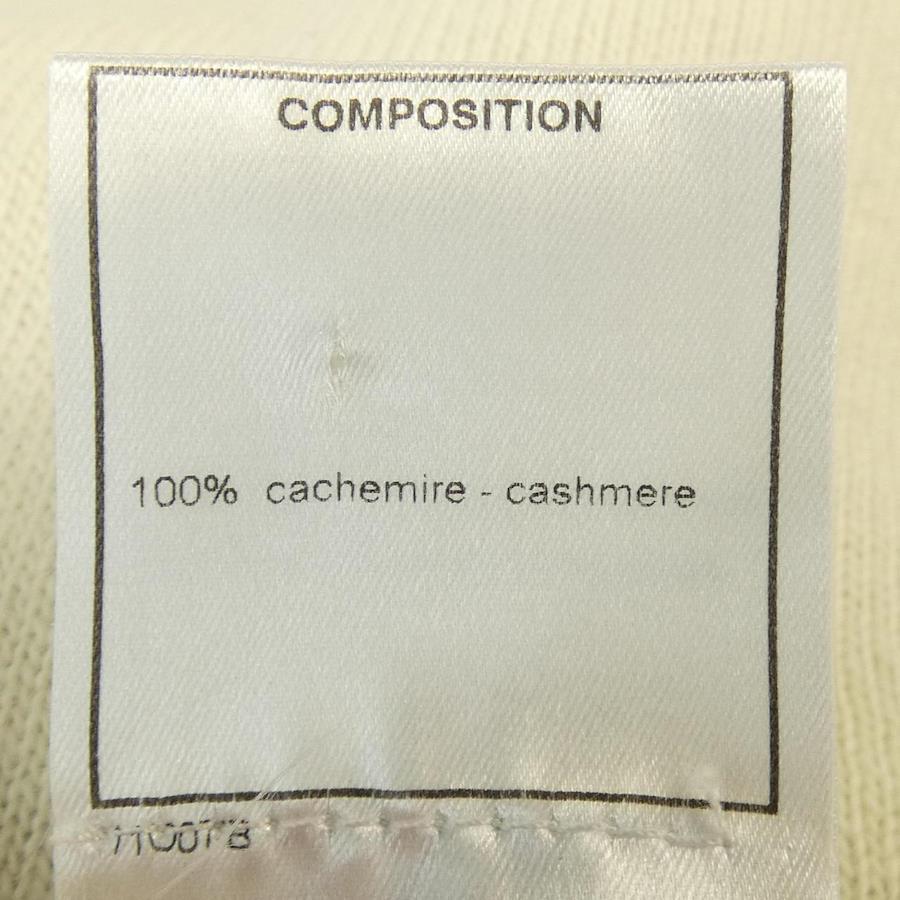 COMPOSITION
100% cachemire - cashmere